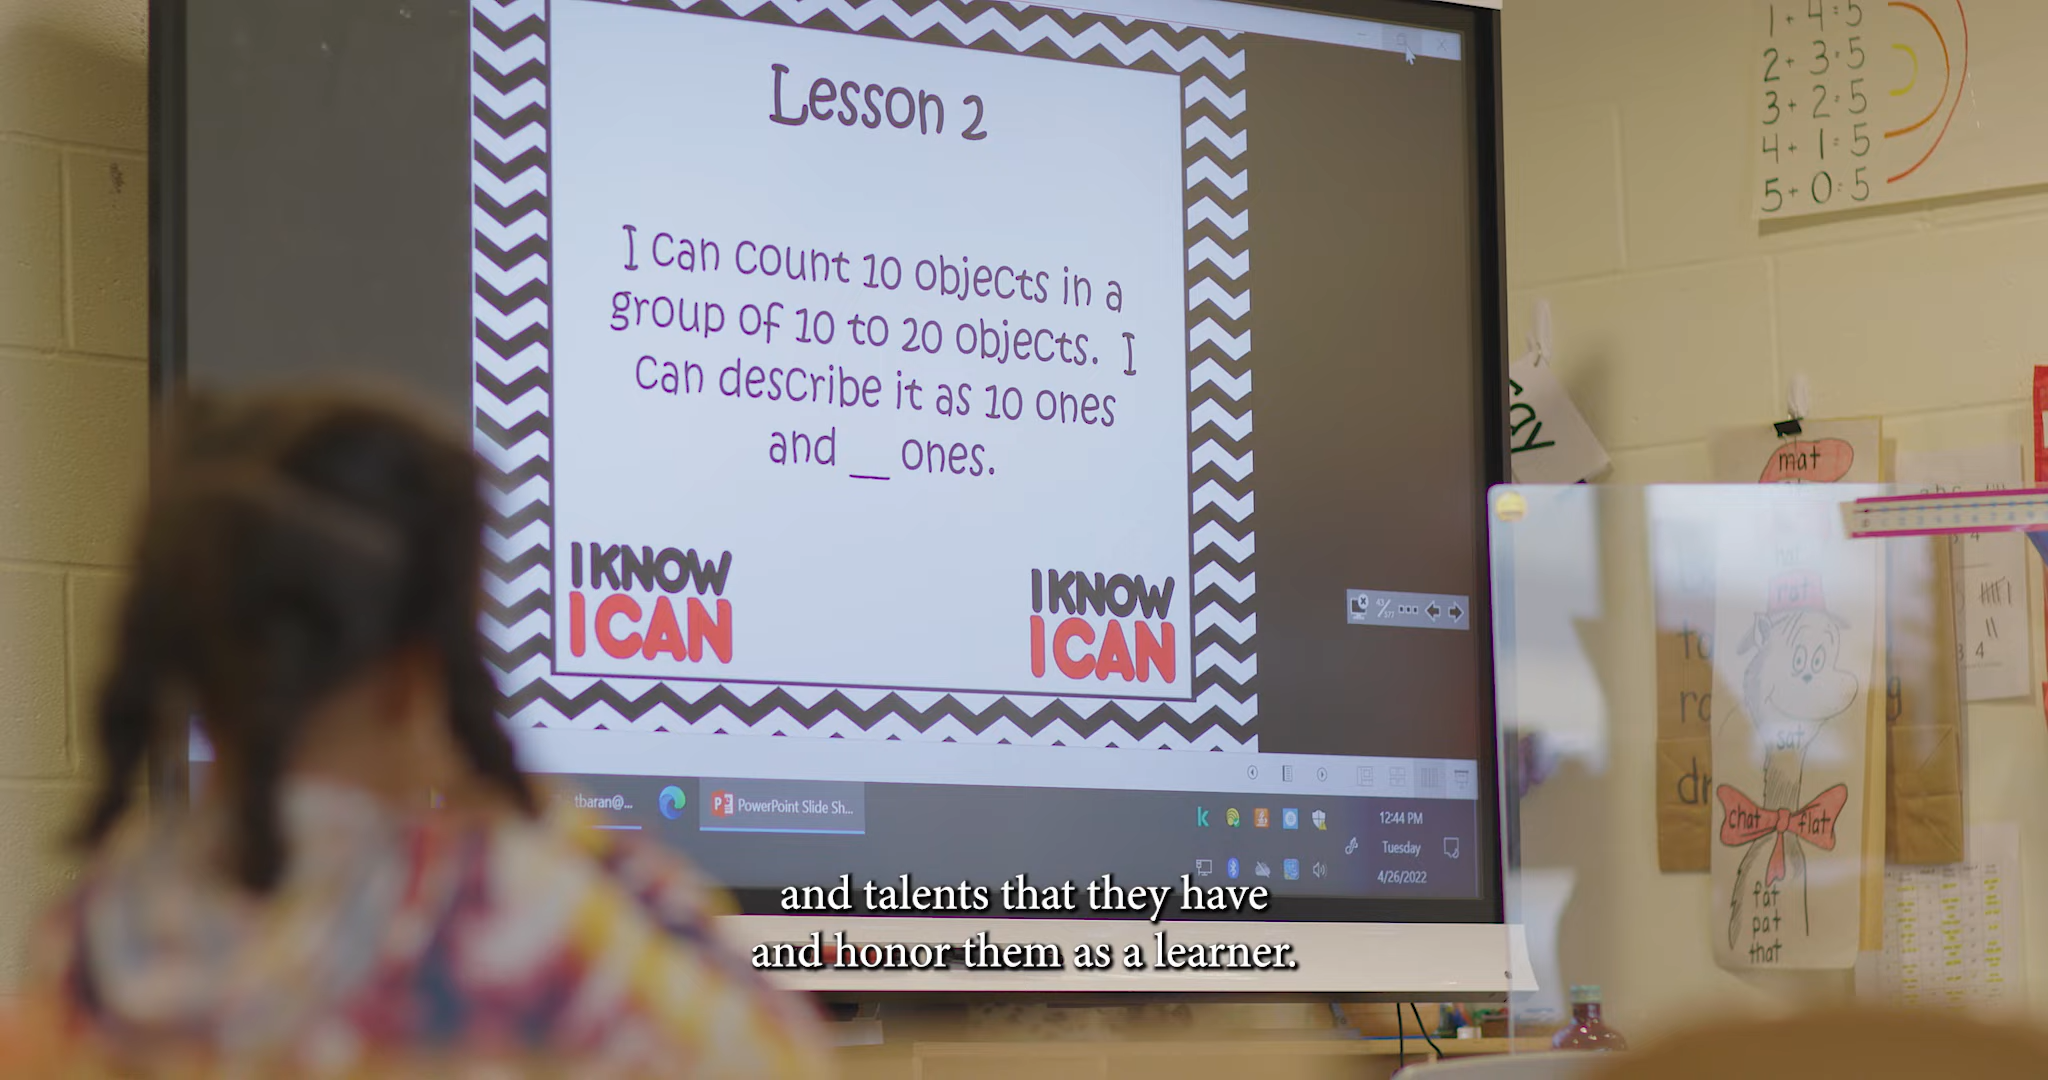 Lesson 2
I can count 10 objects in a
group of 10 to 20 objects. I
can describe it as 10 ones
and __ ones.
I KNOW
I CAN
I KNOW
I CAN
tbaran@...
PowerPoint Slide Sh...
12:44 PM
Tuesday
4/26/2022
1 + 4 = 5
2 + 3 = 5
3 + 2 = 5
4 + 1 = 5
5 + 0 = 5
mat
rat
sat
chat
flat
fat
pat
that
and talents that they have
and honor them as a learner.